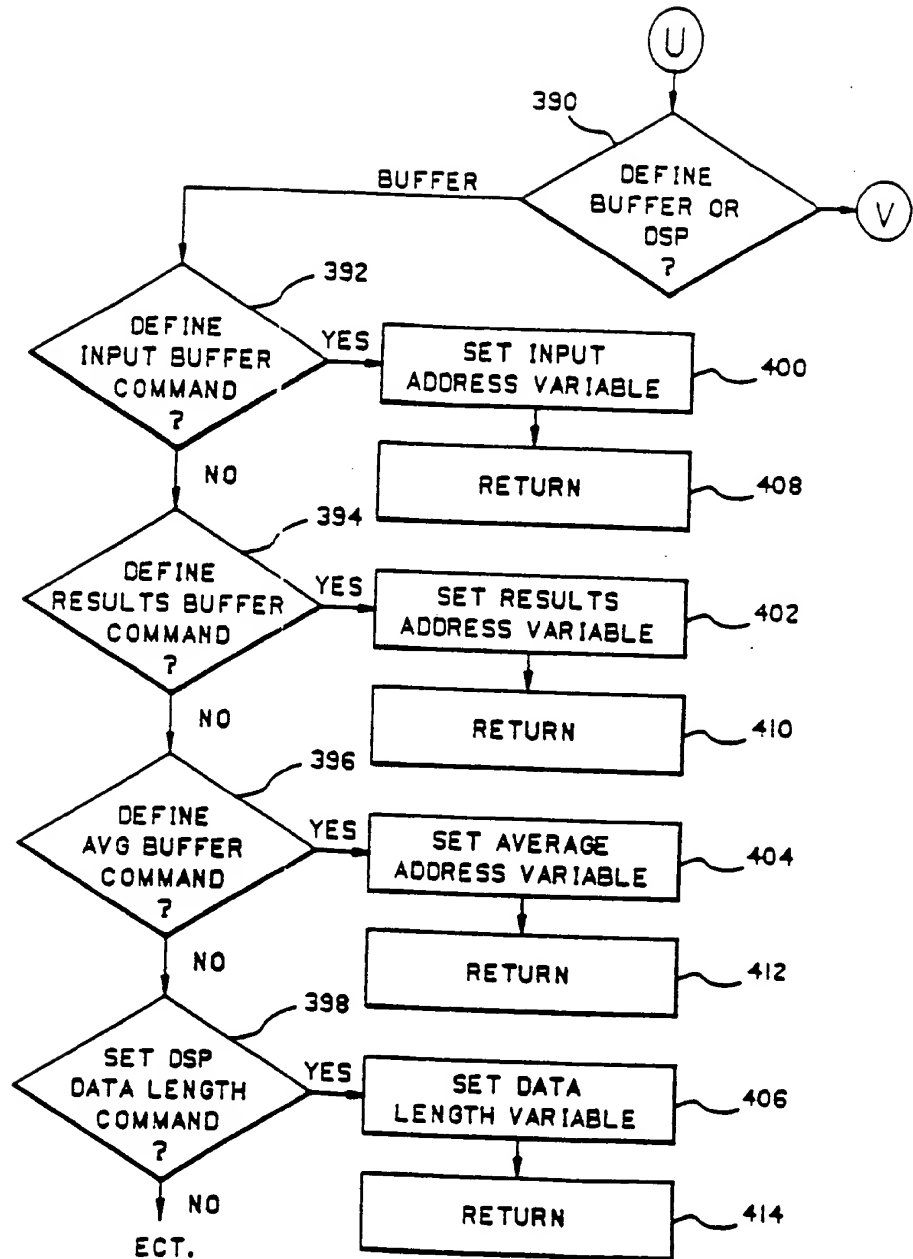 U
390
DEFINE
BUFFER OR
DSP
?
BUFFER
V
392
DEFINE
INPUT BUFFER
COMMAND
?
YES
SET INPUT
ADDRESS VARIABLE
400
NO
RETURN
408
394
DEFINE
RESULTS BUFFER
COMMAND
?
YES
SET RESULTS
ADDRESS VARIABLE
402
NO
RETURN
410
396
DEFINE
AVG BUFFER
COMMAND
?
YES
SET AVERAGE
ADDRESS VARIABLE
404
NO
RETURN
412
398
SET DSP
DATA LENGTH
COMMAND
?
YES
SET DATA
LENGTH VARIABLE
406
NO
RETURN
414
ECT.